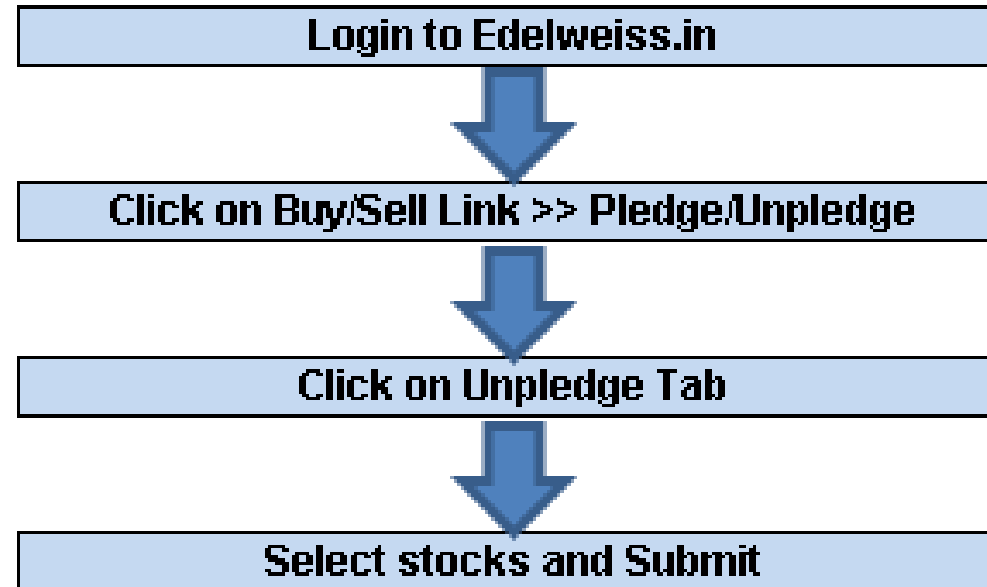 Login to Edelweiss.in
Click on Buy/Sell Link >> Pledge/Unpledge
Click on Unpledge Tab
Select stocks and Submit